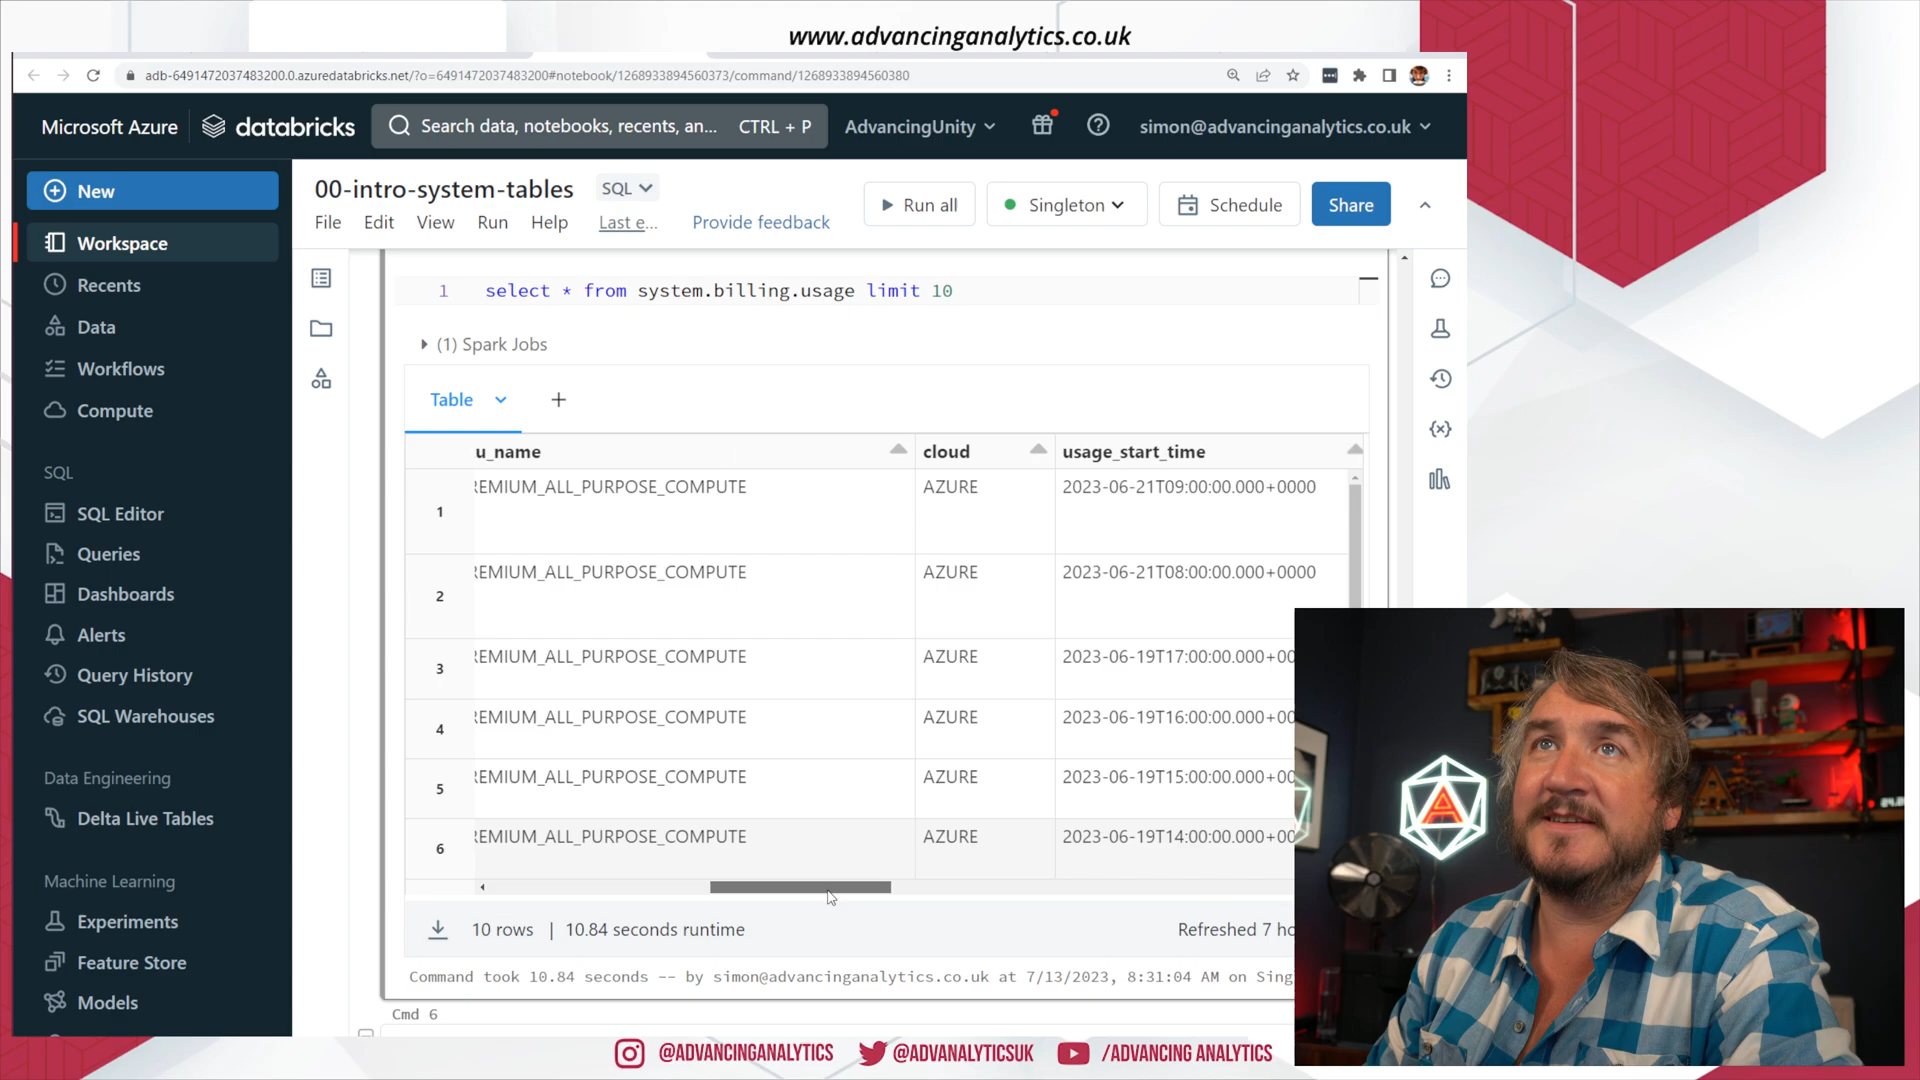 www.advancinganalytics.co.uk
adb-6491472037483200.0.azuredatabricks.net/?o=6491472037483200#notebook/1268933894560373/command/1268933894560380
Microsoft Azure databricks Search data, notebooks, recents, an... CTRL + P AdvancingUnity simon@advancinganalytics.co.uk
New
Workspace
Recents
Data
Workflows
Compute
SQL
SQL Editor
Queries
Dashboards
Alerts
Query History
SQL Warehouses
Data Engineering
Delta Live Tables
Machine Learning
Experiments
Feature Store
Models
00-intro-system-tables SQL
File Edit View Run Help Last e... Provide feedback
Run all Singleton Schedule Share
1 select * from system.billing.usage limit 10
(1) Spark Jobs
Table +
u_name cloud usage_start_time
1 REMIUM_ALL_PURPOSE_COMPUTE AZURE 2023-06-21T09:00:00.000+0000
2 REMIUM_ALL_PURPOSE_COMPUTE AZURE 2023-06-21T08:00:00.000+0000
3 REMIUM_ALL_PURPOSE_COMPUTE AZURE 2023-06-19T17:00:00.000+00
4 REMIUM_ALL_PURPOSE_COMPUTE AZURE 2023-06-19T16:00:00.000+00
5 REMIUM_ALL_PURPOSE_COMPUTE AZURE 2023-06-19T15:00:00.000+00
6 REMIUM_ALL_PURPOSE_COMPUTE AZURE 2023-06-19T14:00:00.000+00
10 rows | 10.84 seconds runtime Refreshed 7 ho
Command took 10.84 seconds -- by simon@advancinganalytics.co.uk at 7/13/2023, 8:31:04 AM on Sing
Cmd 6
@ADVANCINGANALYTICS @ADVANALYTICSUK /ADVANCING ANALYTICS
A